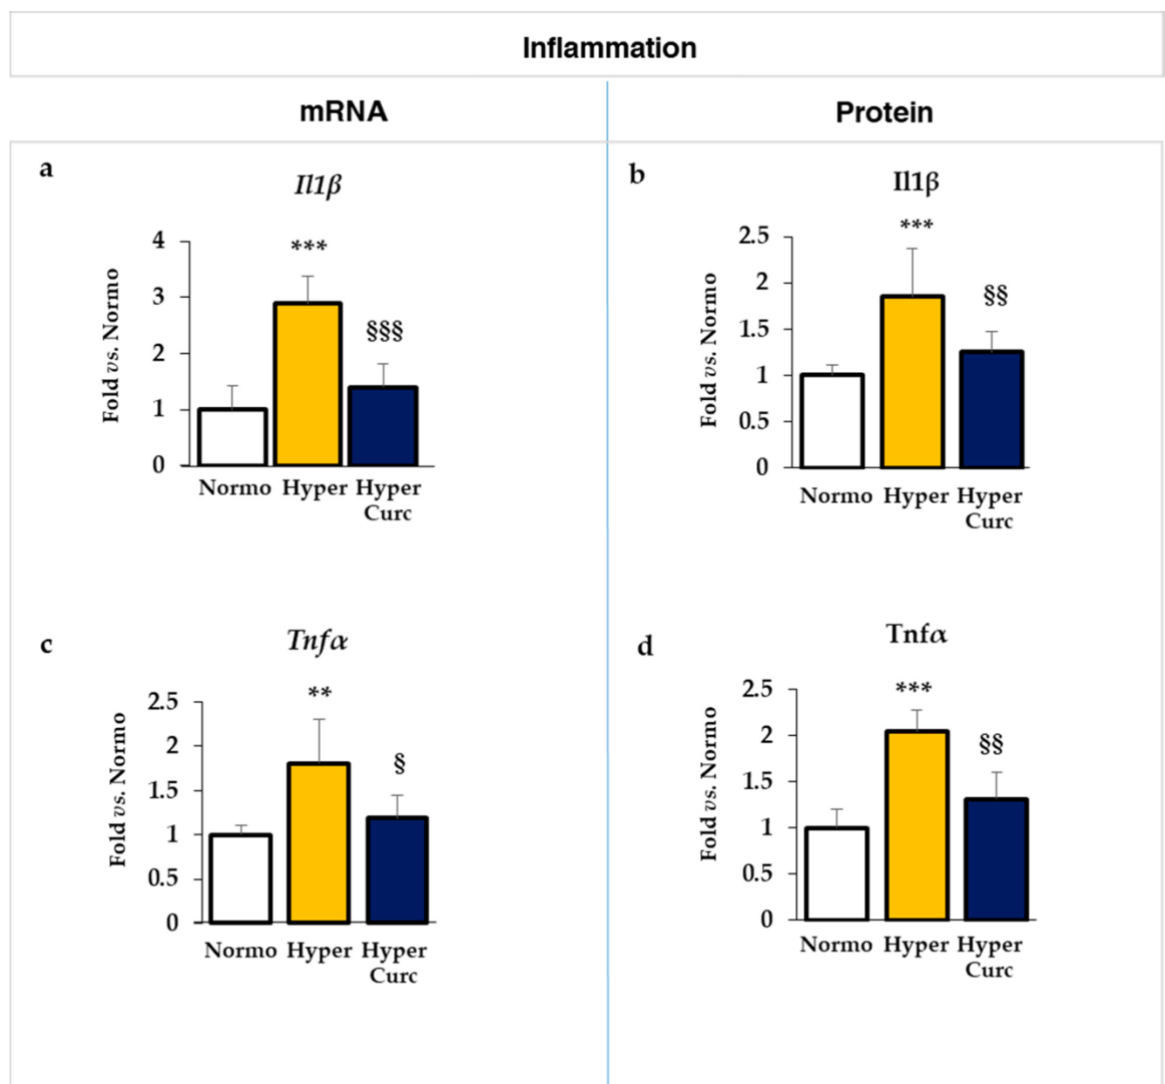 Inflammation
mRNA
Protein
a
Il1β
Fold vs. Normo
4
3
2
1
0
***
§§§
Normo Hyper Hyper
Curc
b
Il1β
Fold vs. Normo
2.5
2
1.5
1
0.5
0
***
§§
Normo Hyper Hyper
Curc
c
Tnfα
Fold vs. Normo
2.5
2
1.5
1
0.5
0
**
§
Normo Hyper Hyper
Curc
d
Tnfα
Fold vs. Normo
2.5
2
1.5
1
0.5
0
***
§§
Normo Hyper Hyper
Curc